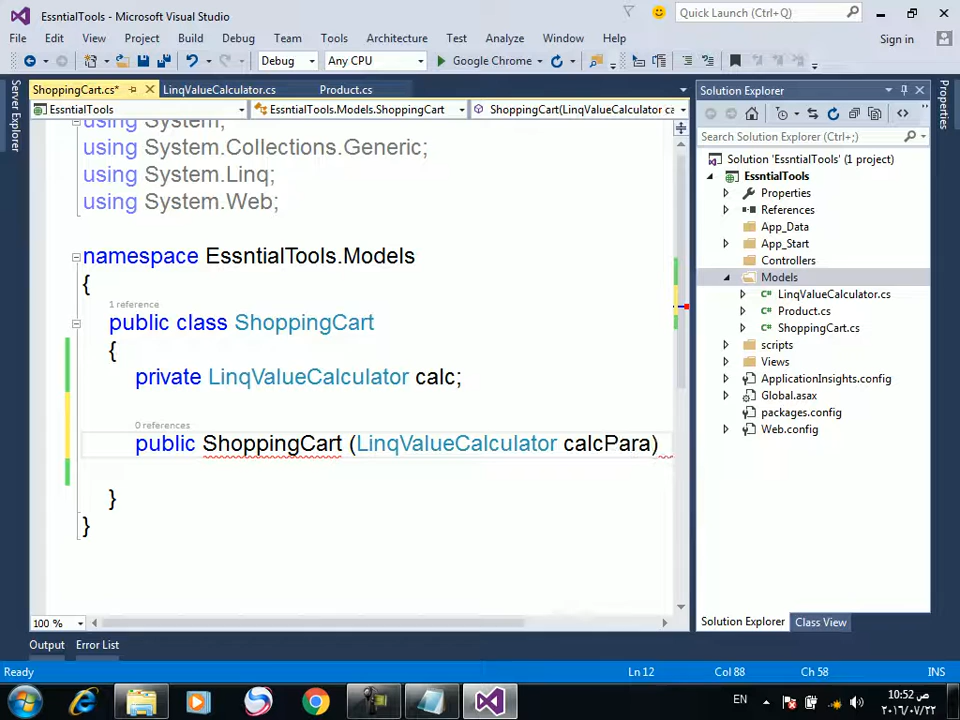 EssntialTools - Microsoft Visual Studio
Quick Launch (Ctrl+Q)
File Edit View Project Build Debug Team Tools Architecture Test Analyze Window Help Sign in
Debug Any CPU Google Chrome
Server Explorer
ShoppingCart.cs* LinqValueCalculator.cs Product.cs
EssntialTools EssntialTools.Models.ShoppingCart ShoppingCart(LinqValueCalculator ca
using System;
using System.Collections.Generic;
using System.Linq;
using System.Web;
namespace EssntialTools.Models
{
1 reference
public class ShoppingCart
{
private LinqValueCalculator calc;
0 references
public ShoppingCart (LinqValueCalculator calcPara)
}
}
100 %
Solution Explorer
Search Solution Explorer (Ctrl+;)
Solution 'EssntialTools' (1 project)
EssntialTools
Properties
References
App_Data
App_Start
Controllers
Models
LinqValueCalculator.cs
Product.cs
ShoppingCart.cs
scripts
Views
ApplicationInsights.config
Global.asax
packages.config
Web.config
Solution Explorer Class View
Properties
Output Error List
Ready Ln 12 Col 88 Ch 58 INS
EN
10:52 ص
٢٠١٦/٠٧/٢٢